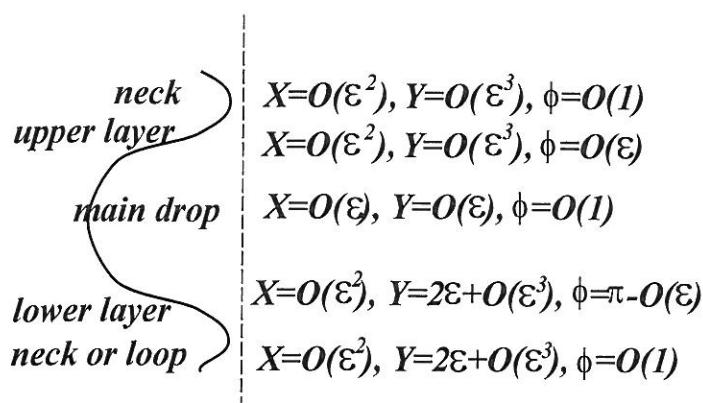 neck X=O(ε²), Y=O(ε³), ϕ=O(1)
upper layer X=O(ε²), Y=O(ε³), ϕ=O(ε)
main drop X=O(ε), Y=O(ε), ϕ=O(1)
lower layer X=O(ε²), Y=2ε+O(ε³), ϕ=π-O(ε)
neck or loop X=O(ε²), Y=2ε+O(ε³), ϕ=O(1)